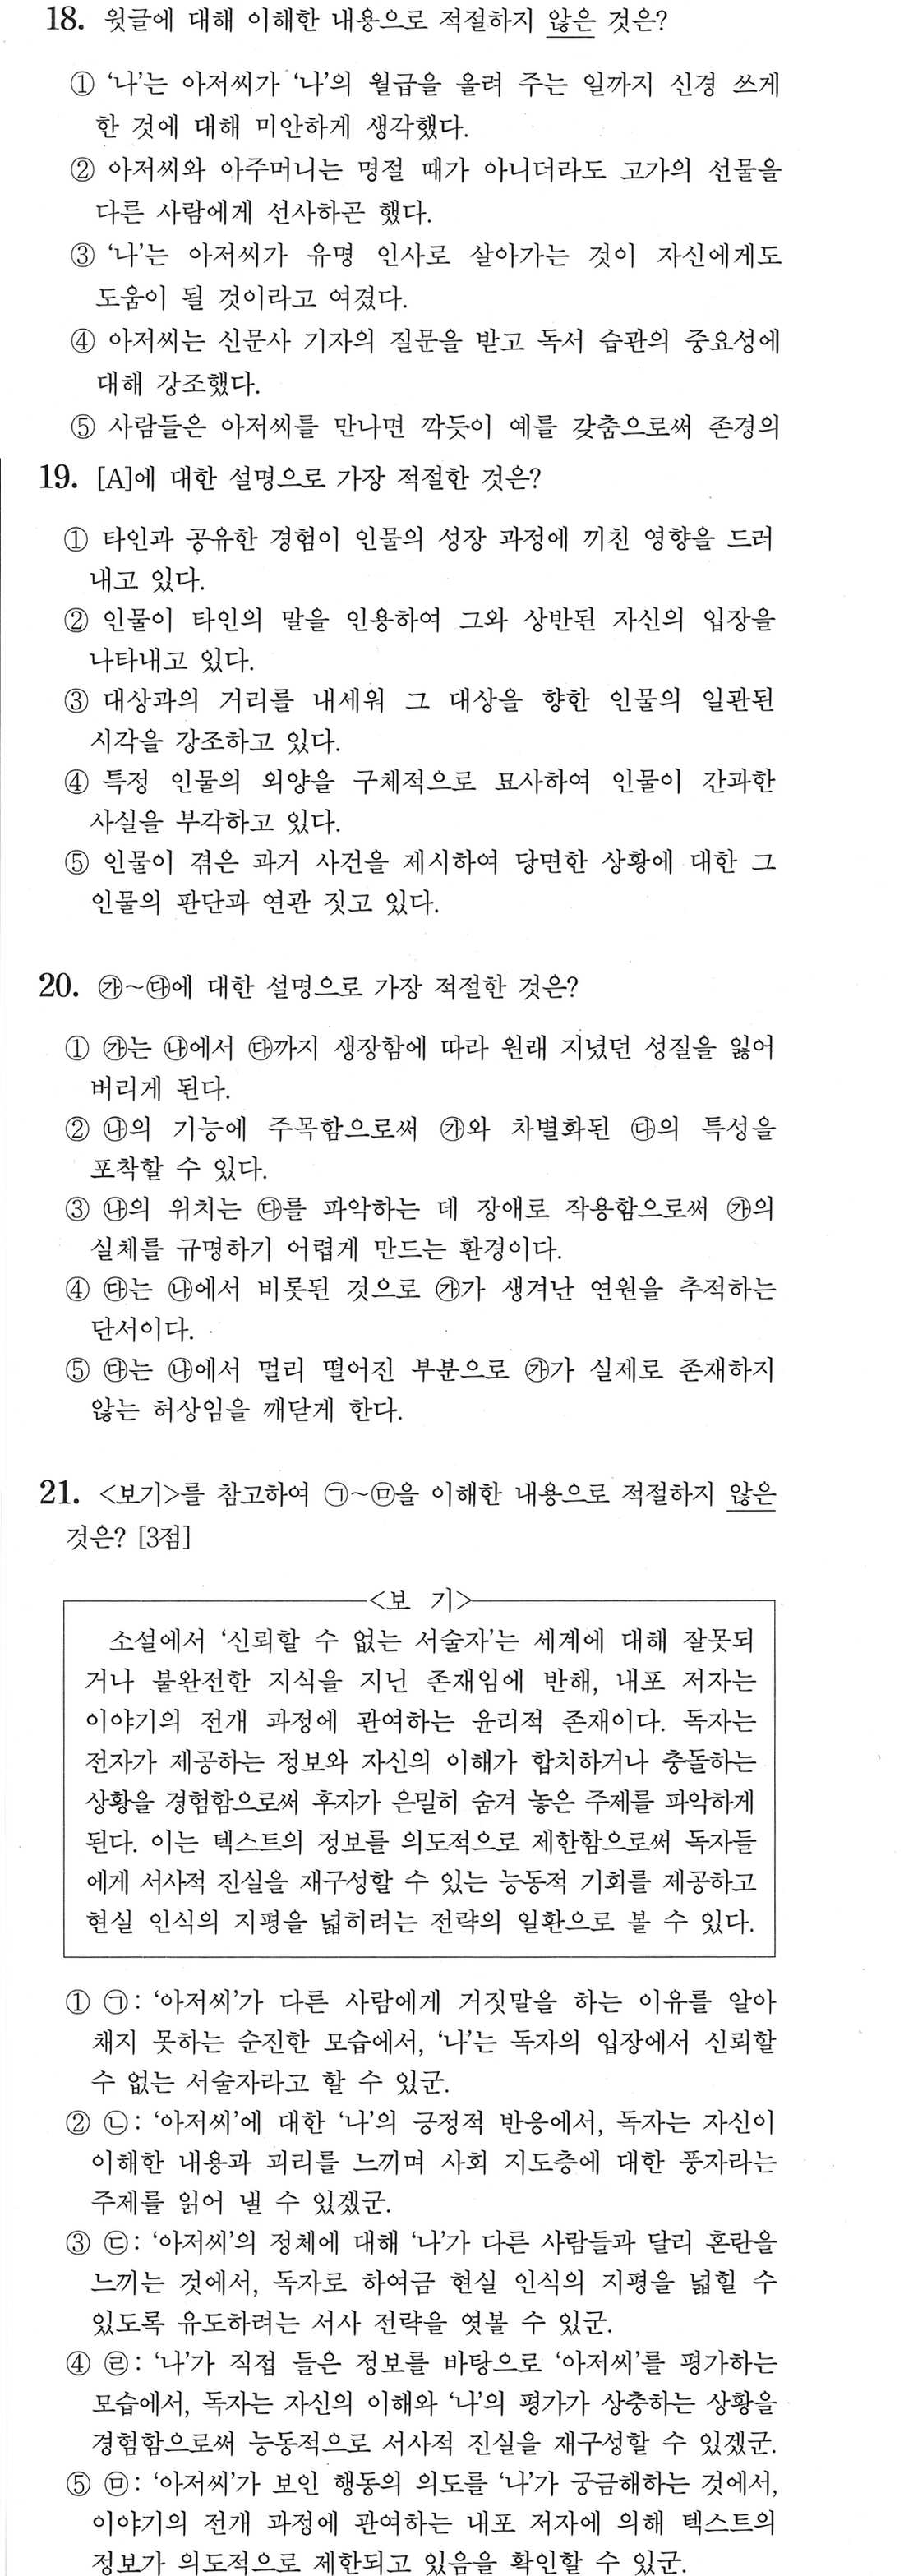 18. 윗글에 대해 이해한 내용으로 적절하지 않은 것은?
① ‘나’는 아저씨가 ‘나’의 월급을 올려 주는 일까지 신경 쓰게
한 것에 대해 미안하게 생각했다.
② 아저씨와 아주머니는 명절 때가 아니더라도 고가의 선물을
다른 사람에게 선사하곤 했다.
③ ‘나’는 아저씨가 유명 인사로 살아가는 것이 자신에게도
도움이 될 것이라고 여겼다.
④ 아저씨는 신문사 기자의 질문을 받고 독서 습관의 중요성에
대해 강조했다.
⑤ 사람들은 아저씨를 만나면 깍듯이 예를 갖춤으로써 존경의
19. [A]에 대한 설명으로 가장 적절한 것은?
① 타인과 공유한 경험이 인물의 성장 과정에 끼친 영향을 드러
내고 있다.
② 인물이 타인의 말을 인용하여 그와 상반된 자신의 입장을
나타내고 있다.
③ 대상과의 거리를 내세워 그 대상을 향한 인물의 일관된
시각을 강조하고 있다.
④ 특정 인물의 외양을 구체적으로 묘사하여 인물이 간과한
사실을 부각하고 있다.
⑤ 인물이 겪은 과거 사건을 제시하여 당면한 상황에 대한 그
인물의 판단과 연관 짓고 있다.
20. ㉮~㉰에 대한 설명으로 가장 적절한 것은?
① ㉮는 ㉯에서 ㉰까지 생장함에 따라 원래 지녔던 성질을 잃어
버리게 된다.
② ㉯의 기능에 주목함으로써 ㉮와 차별화된 ㉰의 특성을
포착할 수 있다.
③ ㉯의 위치는 ㉰를 파악하는 데 장애로 작용함으로써 ㉮의
실체를 규명하기 어렵게 만드는 환경이다.
④ ㉰는 ㉯에서 비롯된 것으로 ㉮가 생겨난 연원을 추적하는
단서이다.
⑤ ㉰는 ㉯에서 멀리 떨어진 부분으로 ㉮가 실제로 존재하지
않는 허상임을 깨닫게 한다.
21. <보기>를 참고하여 ㉠~㉤을 이해한 내용으로 적절하지 않은
것은? [3점]
<보 기>
소설에서 ‘신뢰할 수 없는 서술자’는 세계에 대해 잘못되
거나 불완전한 지식을 지닌 존재임에 반해, 내포 저자는
이야기의 전개 과정에 관여하는 윤리적 존재이다. 독자는
전자가 제공하는 정보와 자신의 이해가 합치하거나 충돌하는
상황을 경험함으로써 후자가 은밀히 숨겨 놓은 주제를 파악하게
된다. 이는 텍스트의 정보를 의도적으로 제한함으로써 독자들
에게 서사적 진실을 재구성할 수 있는 능동적 기회를 제공하고
현실 인식의 지평을 넓히려는 전략의 일환으로 볼 수 있다.
① ㉠: ‘아저씨’가 다른 사람에게 거짓말을 하는 이유를 알아
채지 못하는 순진한 모습에서, ‘나’는 독자의 입장에서 신뢰할
수 없는 서술자라고 할 수 있군.
② ㉡: ‘아저씨’에 대한 ‘나’의 긍정적 반응에서, 독자는 자신이
이해한 내용과 괴리를 느끼며 사회 지도층에 대한 풍자라는
주제를 읽어 낼 수 있겠군.
③ ㉢: ‘아저씨’의 정체에 대해 ‘나’가 다른 사람들과 달리 혼란을
느끼는 것에서, 독자로 하여금 현실 인식의 지평을 넓힐 수
있도록 유도하려는 서사 전략을 엿볼 수 있군.
④ ㉣: ‘나’가 직접 들은 정보를 바탕으로 ‘아저씨’를 평가하는
모습에서, 독자는 자신의 이해와 ‘나’의 평가가 상충하는 상황을
경험함으로써 능동적으로 서사적 진실을 재구성할 수 있겠군.
⑤ ㉤: ‘아저씨’가 보인 행동의 의도를 ‘나’가 궁금해하는 것에서,
이야기의 전개 과정에 관여하는 내포 저자에 의해 텍스트의
정보가 의도적으로 제한되고 있음을 확인할 수 있군.